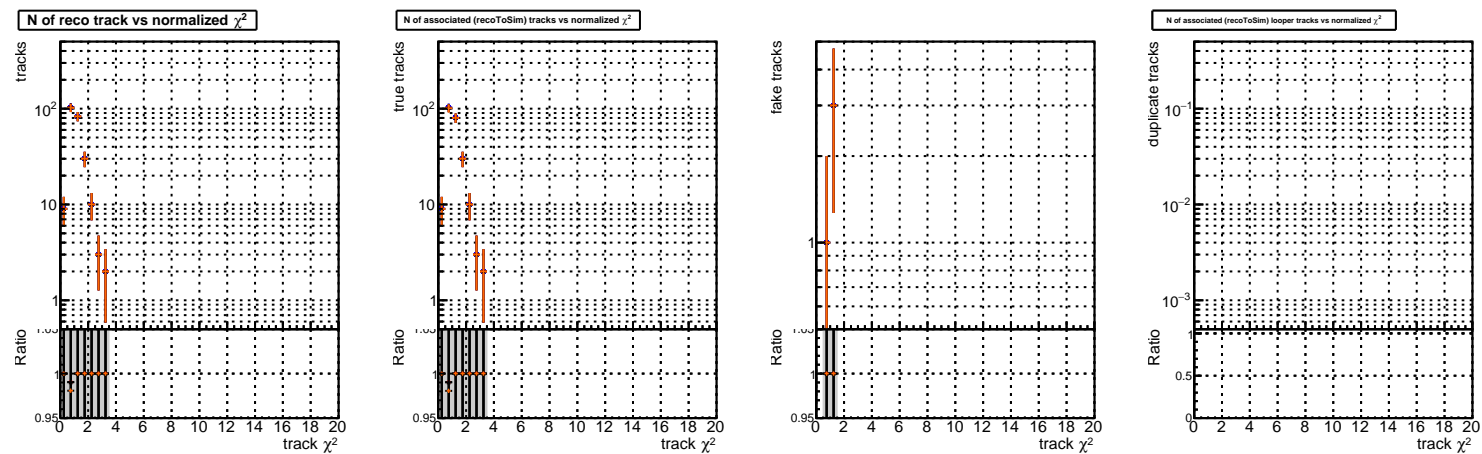 N of reco track vs normalized χ²
tracks
10²
10
1
1.05
Ratio
1
0.95
0 2 4 6 8 10 12 14 16 18 20
track χ²
N of associated (recoToSim) tracks vs normalized χ²
true tracks
10²
10
1
1.05
Ratio
1
0.95
0 2 4 6 8 10 12 14 16 18 20
track χ²
fake tracks
1
1.05
Ratio
1
0.95
0 2 4 6 8 10 12 14 16 18 20
track χ²
N of associated (recoToSim) looper tracks vs normalized χ²
duplicate tracks
10⁻¹
10⁻²
10⁻³
Ratio
1
0.5
0
0 2 4 6 8 10 12 14 16 18 20
track χ²